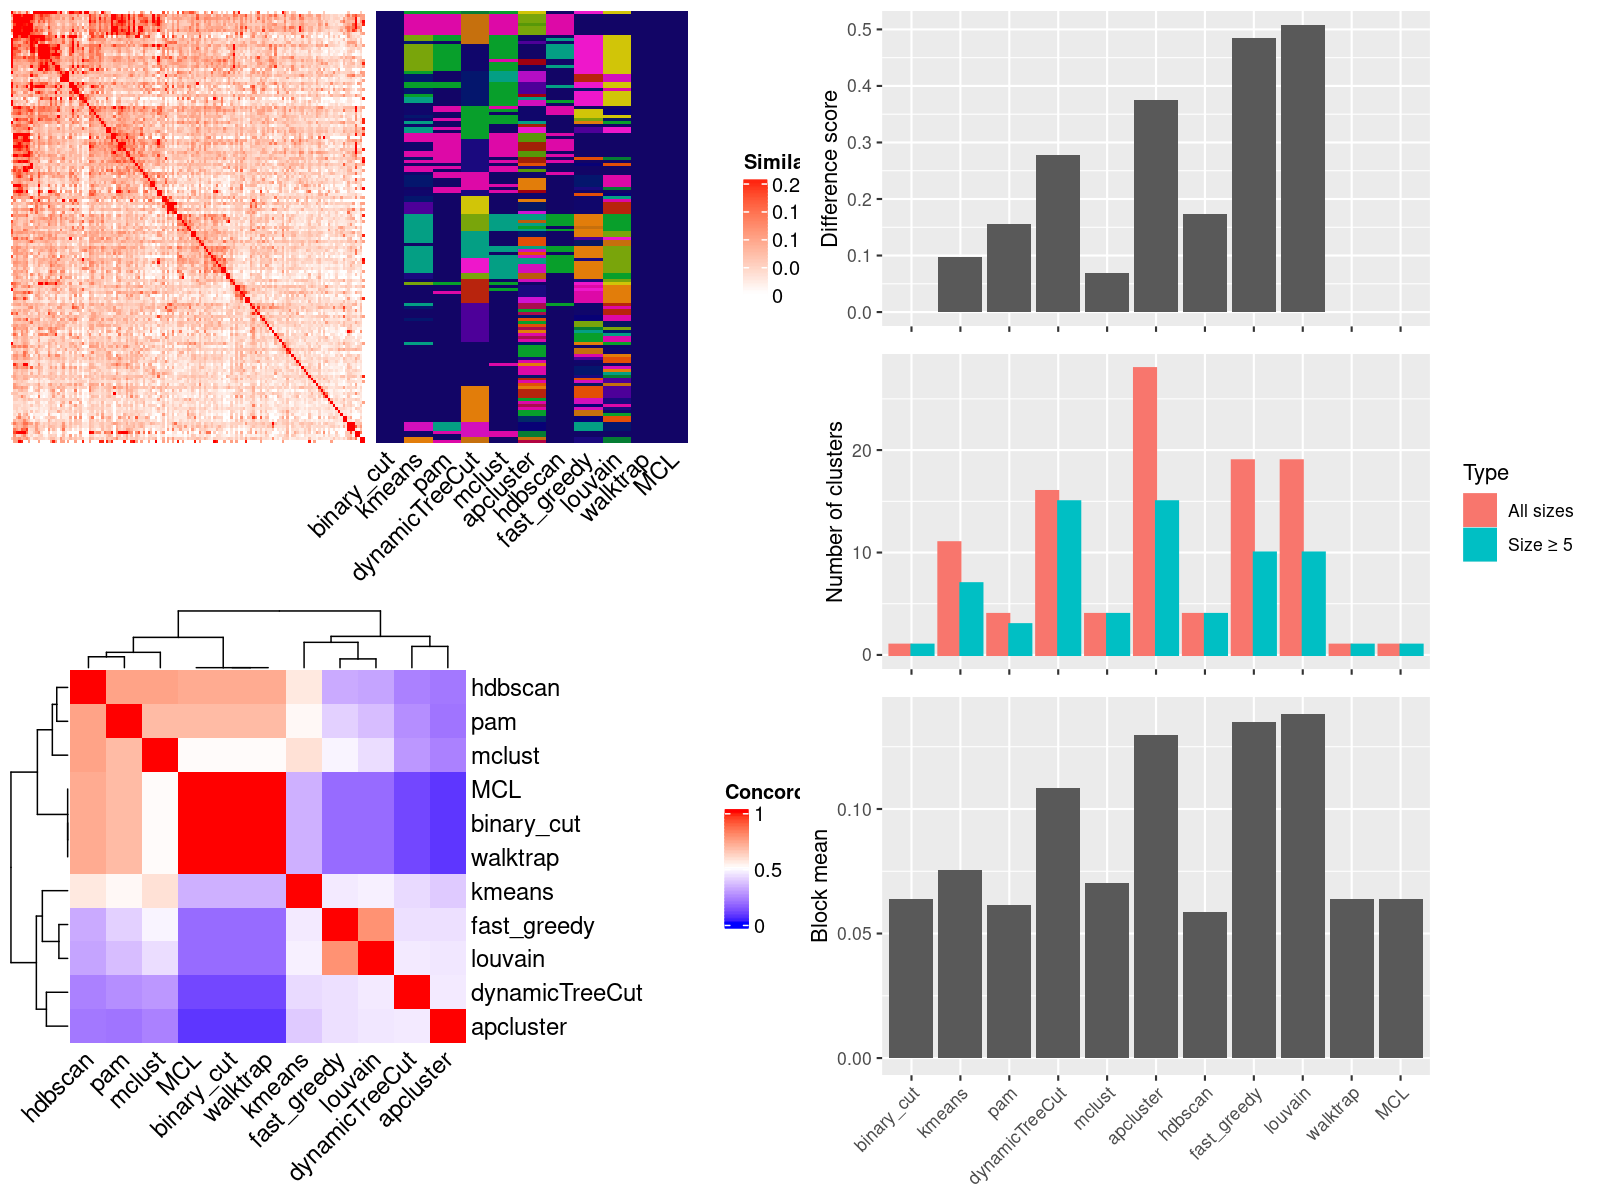 Simila
0.2
0.1
0.1
0.0
0
binary_cut
kmeans
pam
dynamicTreeCut
mclust
apcluster
hdbscan
fast_greedy
louvain
walktrap
MCL
hdbscan
pam
mclust
MCL
binary_cut
walktrap
kmeans
fast_greedy
louvain
dynamicTreeCut
apcluster
Concord
1
0.5
0
hdbscan
pam
mclust
MCL
binary_cut
walktrap
kmeans
fast_greedy
louvain
dynamicTreeCut
apcluster
Difference score
0.5
0.4
0.3
0.2
0.1
0.0
Number of clusters
20
10
0
Type
All sizes
Size ≥ 5
Block mean
0.10
0.05
0.00
binary_cut
kmeans
pam
dynamicTreeCut
mclust
apcluster
hdbscan
fast_greedy
louvain
walktrap
MCL